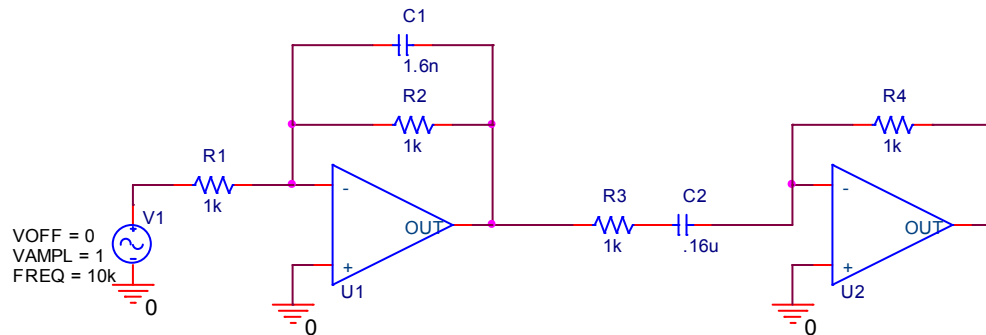 C1
1.6n
R2
1k
R4
1k
R1
1k
V1
VOFF = 0
VAMPL = 1
FREQ = 10k
0
-
OUT
+
U1
0
R3
1k
C2
.16u
-
OUT
+
U2
0